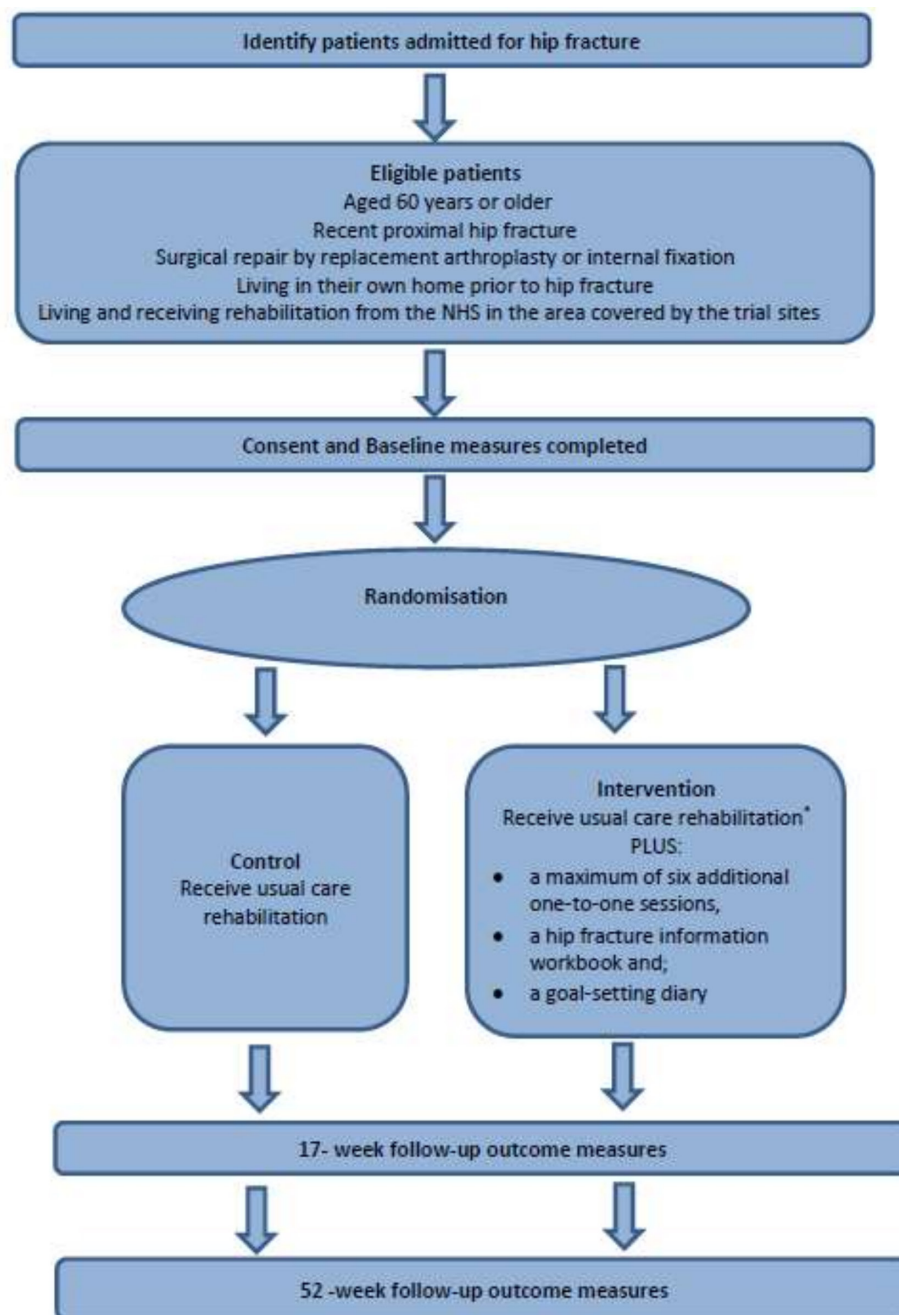 Identify patients admitted for hip fracture
Eligible patients
Aged 60 years or older
Recent proximal hip fracture
Surgical repair by replacement arthroplasty or internal fixation
Living in their own home prior to hip fracture
Living and receiving rehabilitation from the NHS in the area covered by the trial sites
Consent and Baseline measures completed
Randomisation
Control
Receive usual care
rehabilitation
Intervention
Receive usual care rehabilitation*
PLUS:
• a maximum of six additional
one-to-one sessions,
• a hip fracture information
workbook and;
• a goal-setting diary
17- week follow-up outcome measures
52 -week follow-up outcome measures